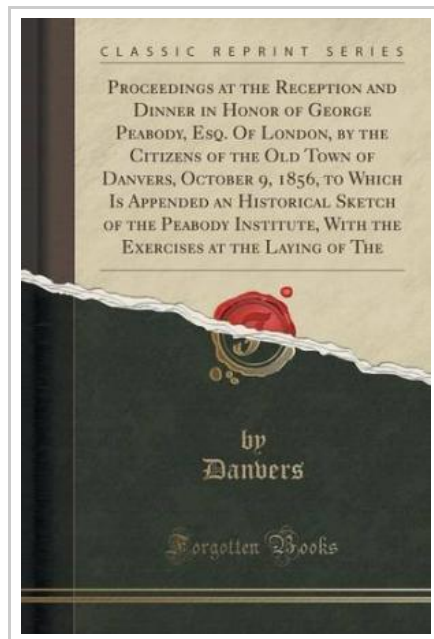 CLASSIC REPRINT SERIES
PROCEEDINGS AT THE RECEPTION AND
DINNER IN HONOR OF GEORGE
PEABODY, ESQ. OF LONDON, BY THE
CITIZENS OF THE OLD TOWN OF
DANVERS, OCTOBER 9, 1856, TO WHICH
IS APPENDED AN HISTORICAL SKETCH
OF THE PEABODY INSTITUTE, WITH THE
EXERCISES AT THE LAYING OF THE
by
Danvers
Forgotten Books